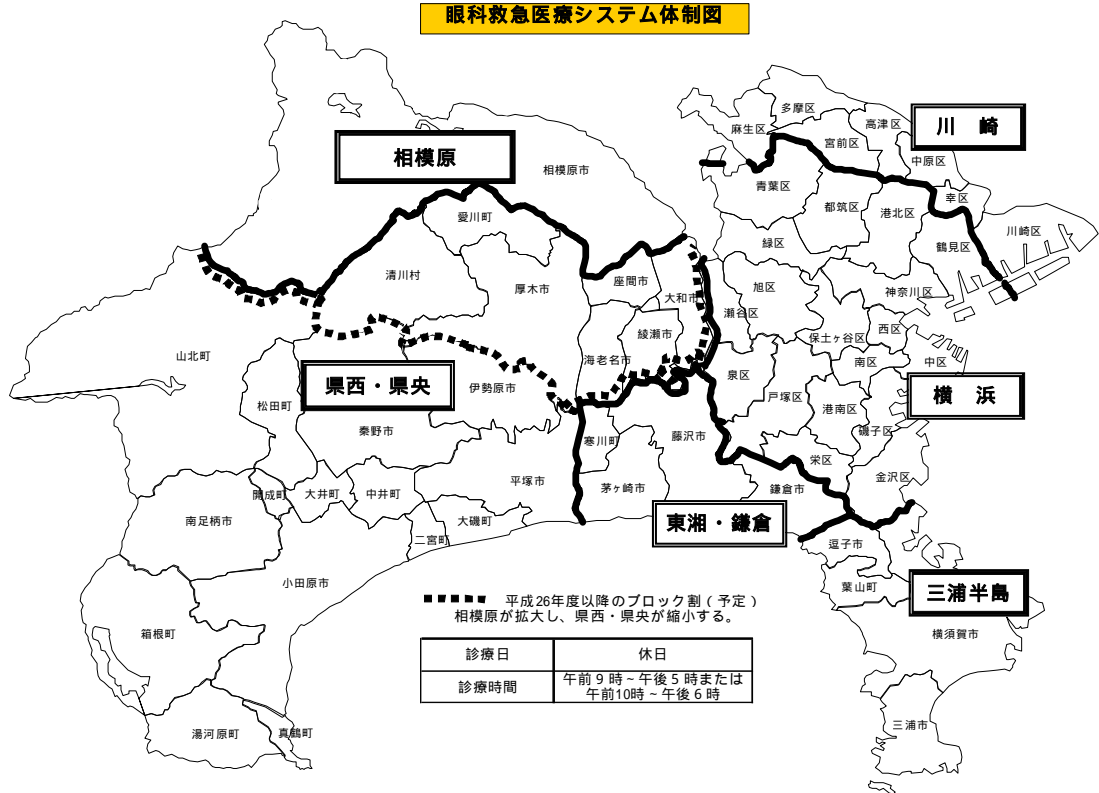 眼科救急医療システム体制図
多摩区
高津区
麻生区
川　崎
宮前区
相模原
中原区
相模原市
青葉区
幸区
都筑区
港北区
愛川町
川崎区
緑区
鶴見区
清川村
座間市
旭区
厚木市
神奈川区
大和市
瀬谷区
西区
綾瀬市
保土ヶ谷区
山北町
海老名市
南区
中区
泉区
県西・県央
伊勢原市
横　浜
戸塚区
松田町
港南区
秦野市
磯子区
寒川町
藤沢市
栄区
金沢区
平塚市
茅ヶ崎市
鎌倉市
開成町
大井町
中井町
南足柄市
大磯町
東湘・鎌倉
二宮町
逗子市
小田原市
葉山町
三浦半島
平成26年度以降のブロック割（予定）
相模原が拡大し、県西・県央が縮小する。
箱根町
横須賀市
診療日　休日
診療時間　午前９時～午後５時または
午前10時～午後６時
湯河原町
真鶴町
三浦市